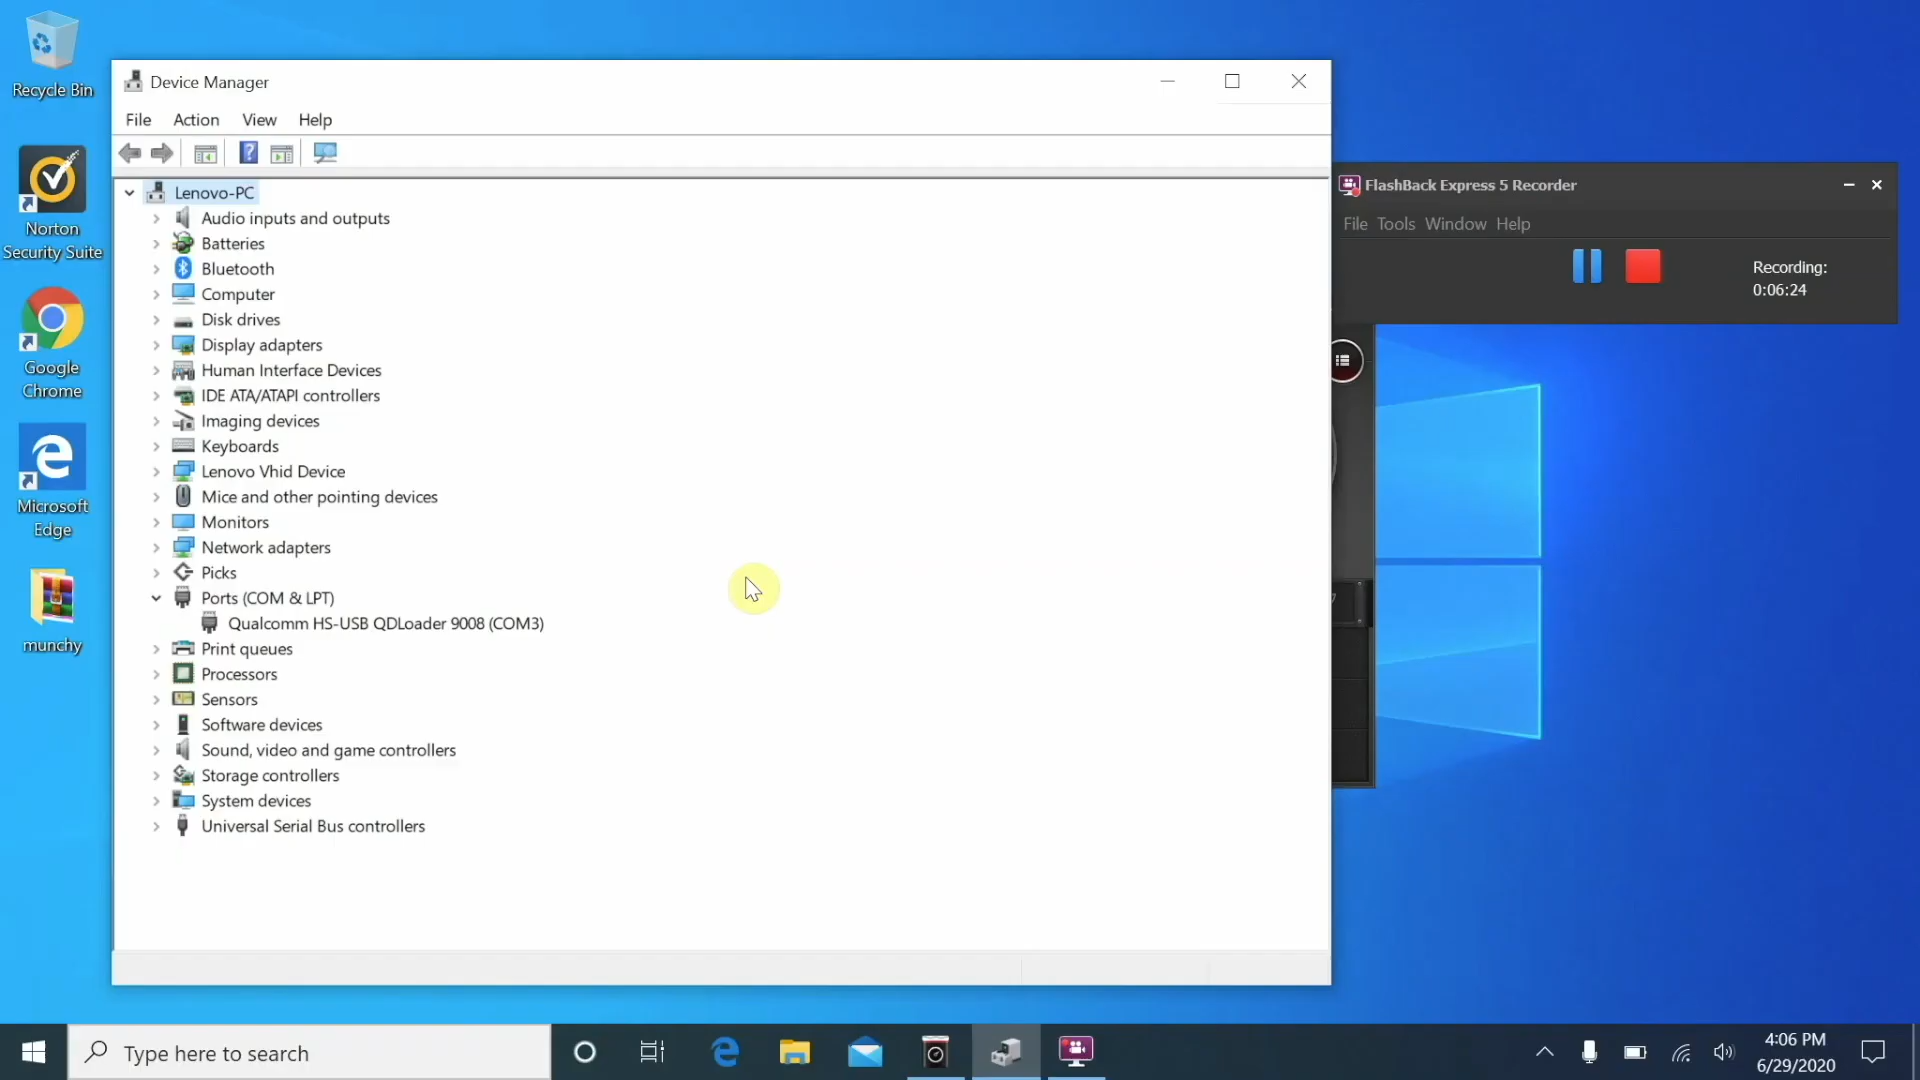 Recycle Bin
Norton
Security Suite
Google
Chrome
Microsoft
Edge
munchy
Device Manager
File Action View Help
Lenovo-PC
Audio inputs and outputs
Batteries
Bluetooth
Computer
Disk drives
Display adapters
Human Interface Devices
IDE ATA/ATAPI controllers
Imaging devices
Keyboards
Lenovo Vhid Device
Mice and other pointing devices
Monitors
Network adapters
Picks
Ports (COM & LPT)
Qualcomm HS-USB QDLoader 9008 (COM3)
Print queues
Processors
Sensors
Software devices
Sound, video and game controllers
Storage controllers
System devices
Universal Serial Bus controllers
FlashBack Express 5 Recorder
File Tools Window Help
Recording:
0:06:24
Type here to search
4:06 PM
6/29/2020